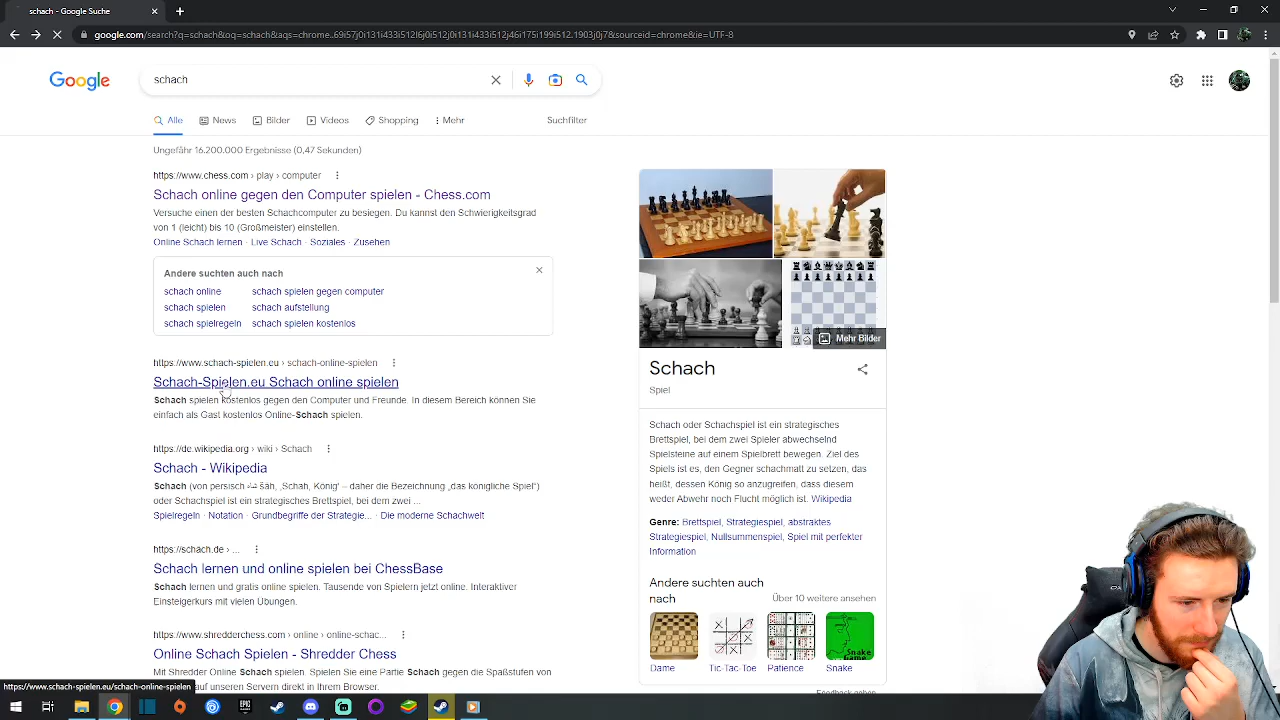 schach - Google Suche
google.com/search?q=schach&oq=schach&aqs=chrome..69i57j0i131i433i512l6j0i512j0i131i433i512j46i175i199i512.1903j0j7&sourceid=chrome&ie=UTF-8
Google
schach
Alle
News
Bilder
Videos
Shopping
Mehr
Suchfilter
Ungefähr 16.200.000 Ergebnisse (0,47 Sekunden)
https://www.chess.com › play › computer
Schach online gegen den Computer spielen - Chess.com
Versuche einen der besten Schachcomputer zu besiegen. Du kannst den Schwierigkeitsgrad
von 1 (leicht) bis 10 (Großmeister) einstellen.
Online Schach lernen · Live Schach · Soziales · Zusehen
Andere suchten auch nach
schach online
schach spielen gegen computer
schach spielen
schach aufstellung
schach spielregeln
schach spielen kostenlos
https://www.schach-spielen.eu › schach-online-spielen
Schach-Spielen.eu Schach online spielen
Schach spielen kostenlos gegen den Computer und Freunde. In diesem Bereich können Sie
einfach als Gast kostenlos Online-Schach spielen.
https://de.wikipedia.org › wiki › Schach
Schach - Wikipedia
Schach (von persisch شاه šāh, ‚Schah, König' – daher die Bezeichnung „das königliche Spiel")
oder Schachspiel ist ein strategisches Brettspiel, bei dem zwei ...
Spielregeln · Notation · Grundbegriffe der Strategie... · Die moderne Schachwelt
https://schach.de › ...
Schach lernen und online spielen bei ChessBase
Schach lernen und gratis online spielen. Tausende von Spielern jetzt online. Interaktiver
Einsteigerkurs mit vielen Übungen.
https://www.shredderchess.com › online › online-schac...
Online Schach Spielen - Shredder Chess
Mit Shredder Online Schach spielen. Spielen Sie eine Partie Schach gegen die Spaßstufen von
auf unseren Servern direkt in Ihrem Browser.
https://www.schach-spielen.eu/schach-online-spielen
Mehr Bilder
Schach
Spiel
Schach oder Schachspiel ist ein strategisches
Brettspiel, bei dem zwei Spieler abwechselnd
Spielsteine auf einem Spielbrett bewegen. Ziel des
Spiels ist es, den Gegner schachmatt zu setzen, das
heißt, dessen König so anzugreifen, dass diesem
weder Abwehr noch Flucht möglich ist. Wikipedia
Genre: Brettspiel, Strategiespiel, abstraktes
Strategiespiel, Nullsummenspiel, Spiel mit perfekter
Information
Andere suchten auch
nach
Über 10 weitere ansehen
Snake
Game
Dame
Tic-Tac-Toe
Patience
Snake
Feedback geben
EPIC